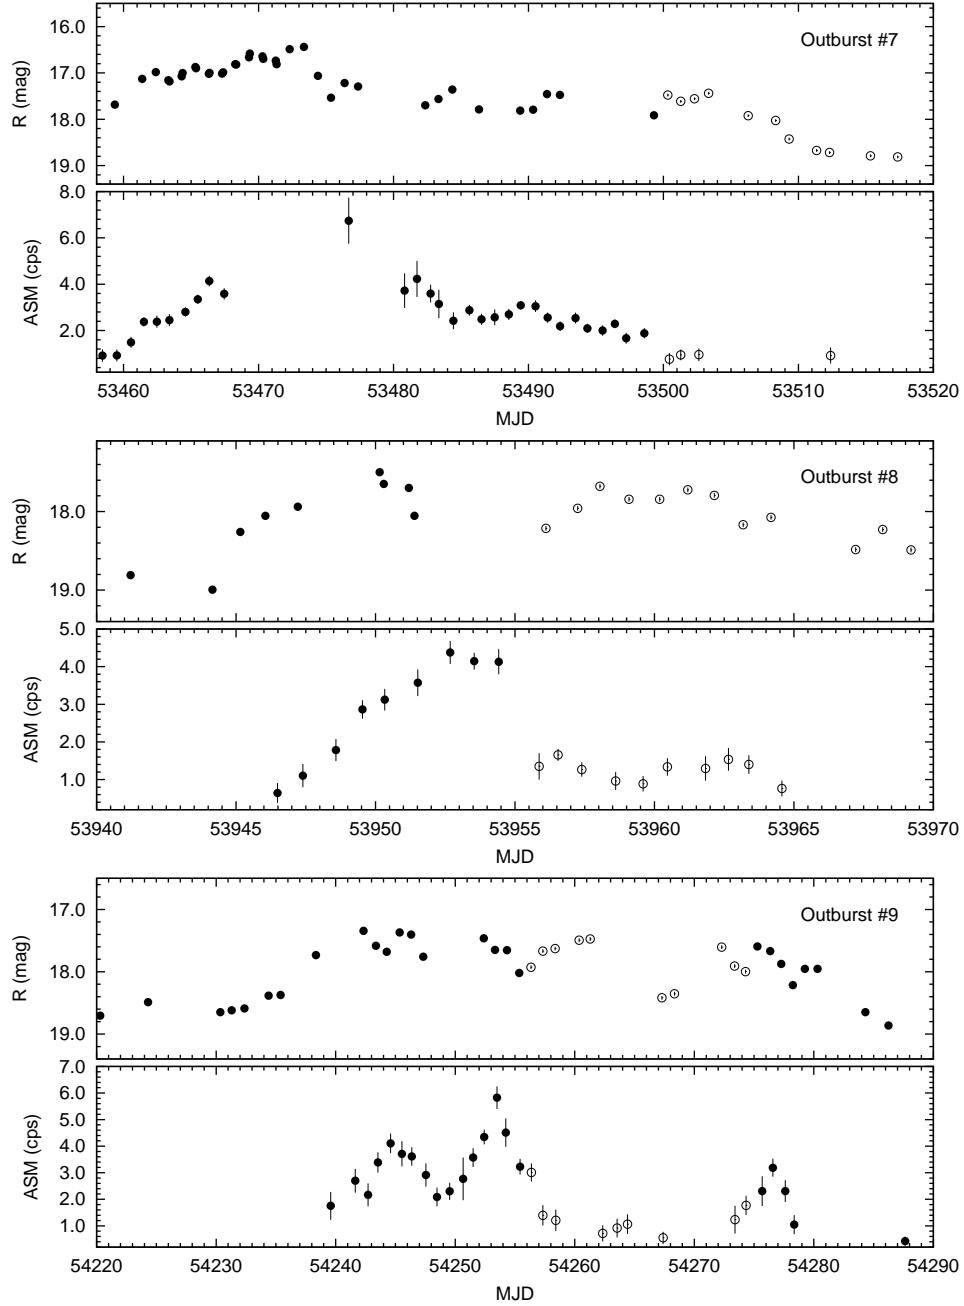 Outburst #7
R (mag)
16.0
17.0
18.0
19.0
ASM (cps)
8.0
6.0
4.0
2.0
53460 53470 53480 53490 53500 53510 53520
MJD
Outburst #8
R (mag)
18.0
19.0
ASM (cps)
5.0
4.0
3.0
2.0
1.0
53940 53945 53950 53955 53960 53965 53970
MJD
Outburst #9
R (mag)
17.0
18.0
19.0
ASM (cps)
7.0
6.0
5.0
4.0
3.0
2.0
1.0
54220 54230 54240 54250 54260 54270 54280 54290
MJD